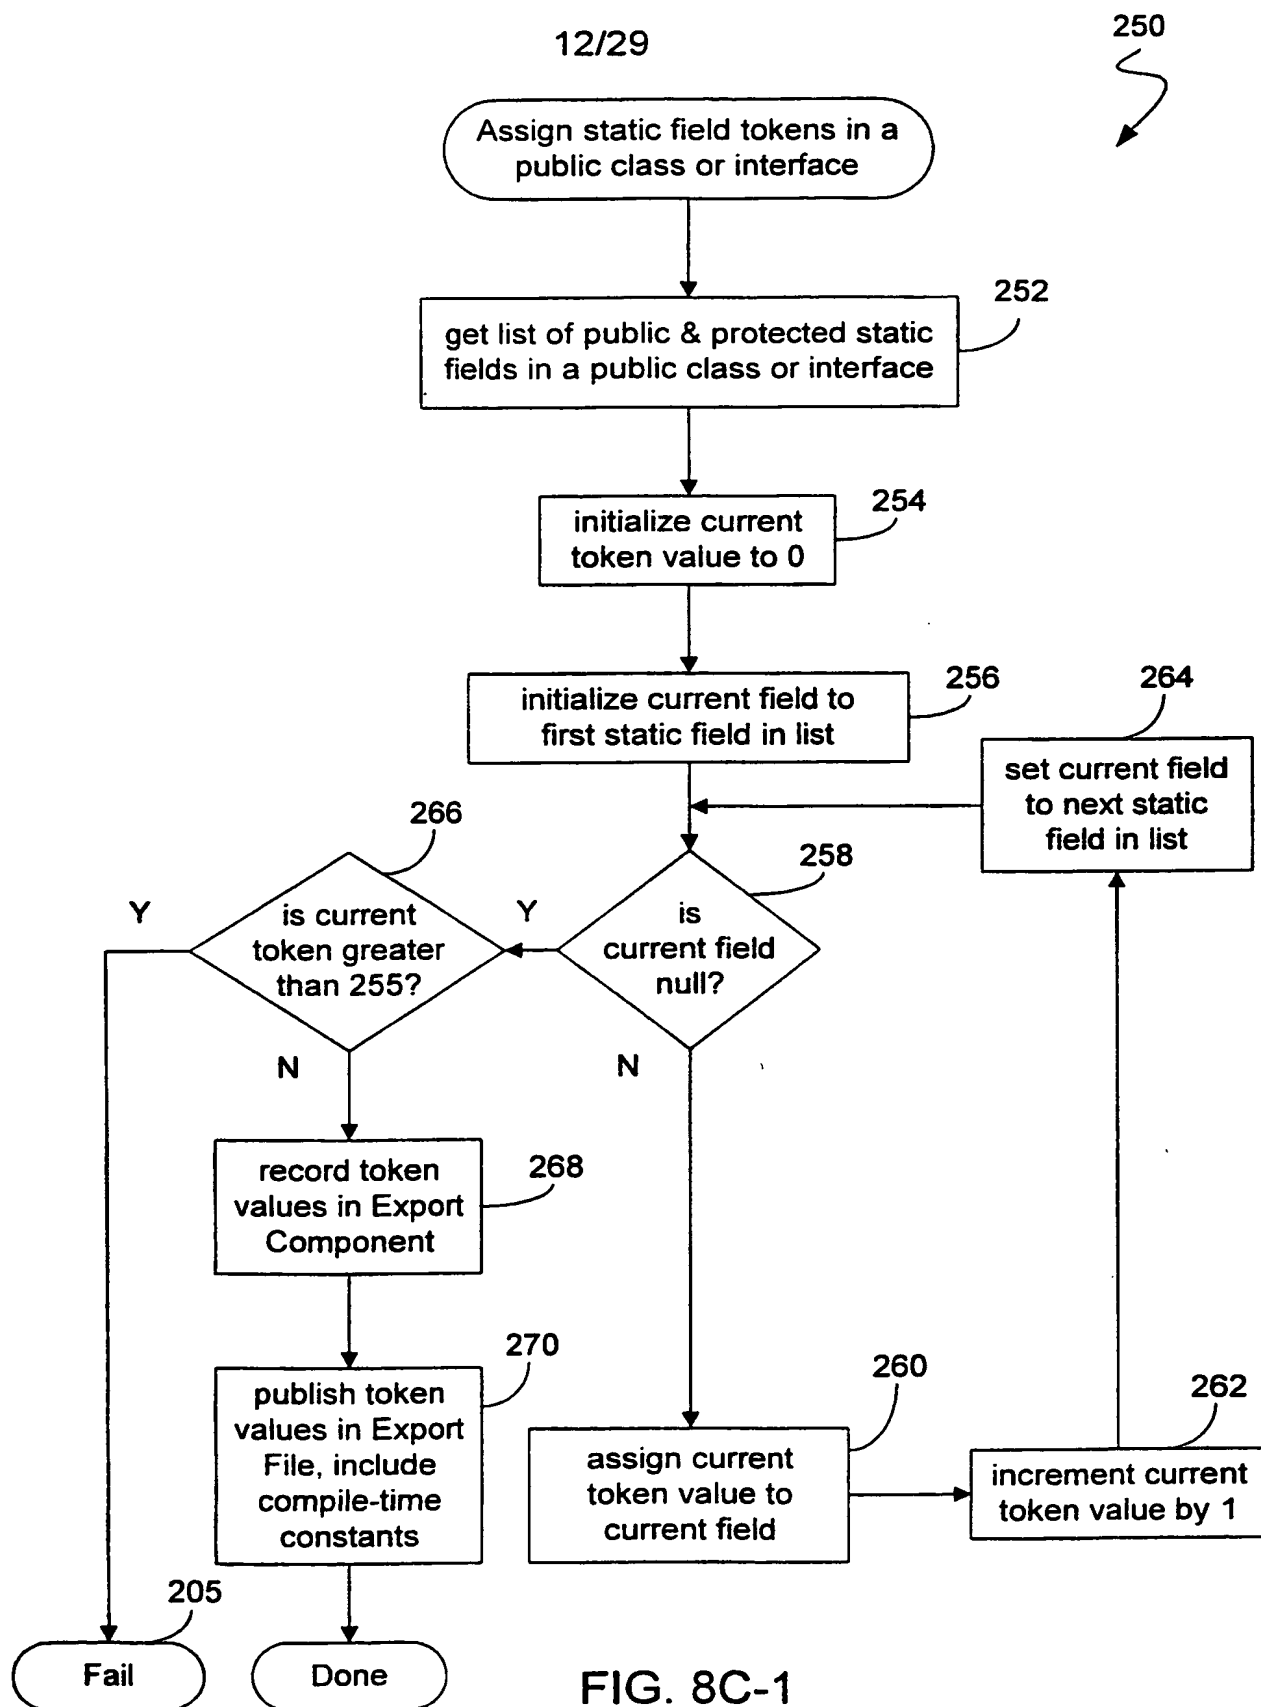 12/29
250
Assign static field tokens in a
public class or interface
252
get list of public & protected static
fields in a public class or interface
254
initialize current
token value to 0
256
initialize current field to
first static field in list
264
set current field
to next static
field in list
266
is current
token greater
than 255?
Y
N
258
is
current field
null?
Y
N
268
record token
values in Export
Component
270
publish token
values in Export
File, include
compile-time
constants
260
assign current
token value to
current field
262
increment current
token value by 1
205
Fail
Done
FIG. 8C-1